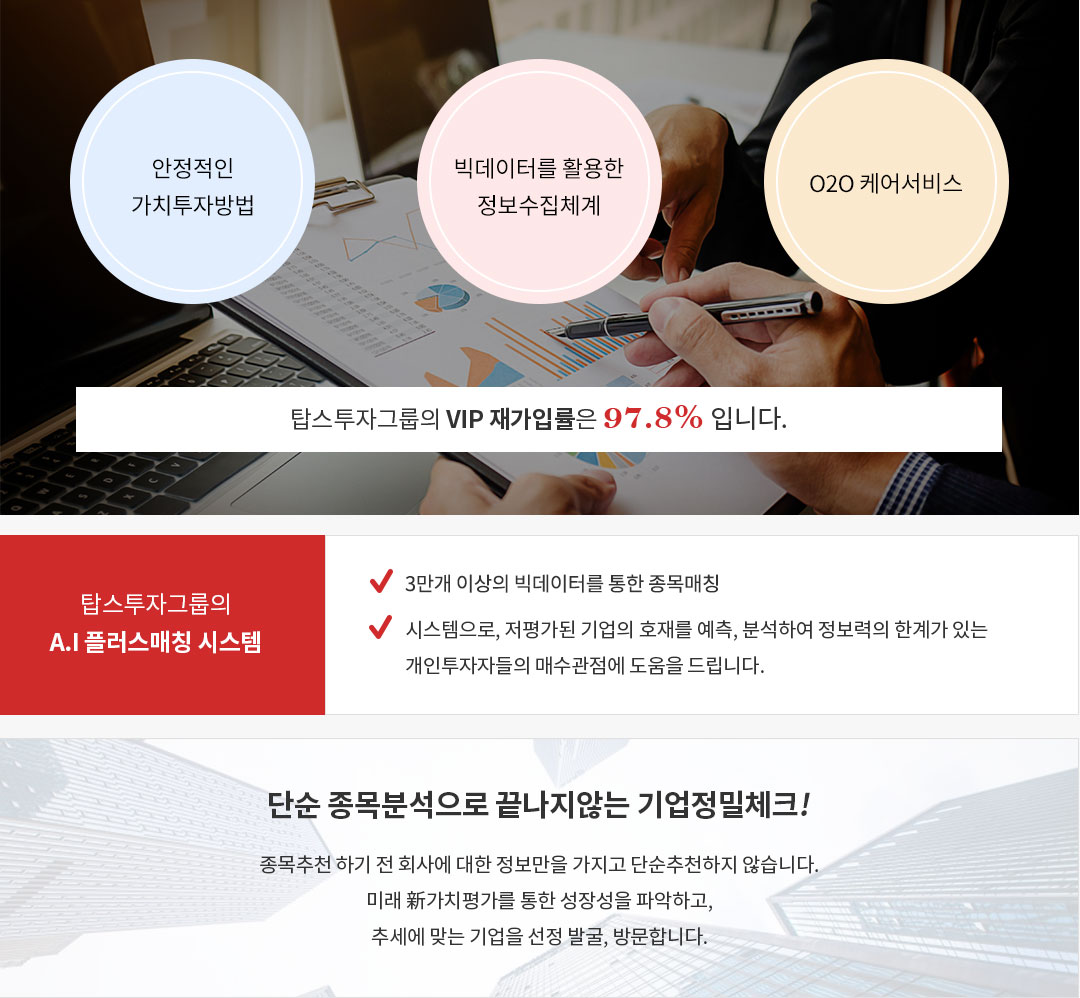 안정적인
가치투자방법
빅데이터를 활용한
정보수집체계
O2O 케어서비스
탑스투자그룹의 VIP 재가입률은 97.8% 입니다.
탑스투자그룹의
A.I 플러스매칭 시스템
3만개 이상의 빅데이터를 통한 종목매칭
시스템으로, 저평가된 기업의 호재를 예측, 분석하여 정보력의 한계가 있는
개인투자자들의 매수관점에 도움을 드립니다.
단순 종목분석으로 끝나지않는 기업정밀체크!
종목추천 하기 전 회사에 대한 정보만을 가지고 단순추천하지 않습니다.
미래 新가치평가를 통한 성장성을 파악하고,
추세에 맞는 기업을 선정 발굴, 방문합니다.